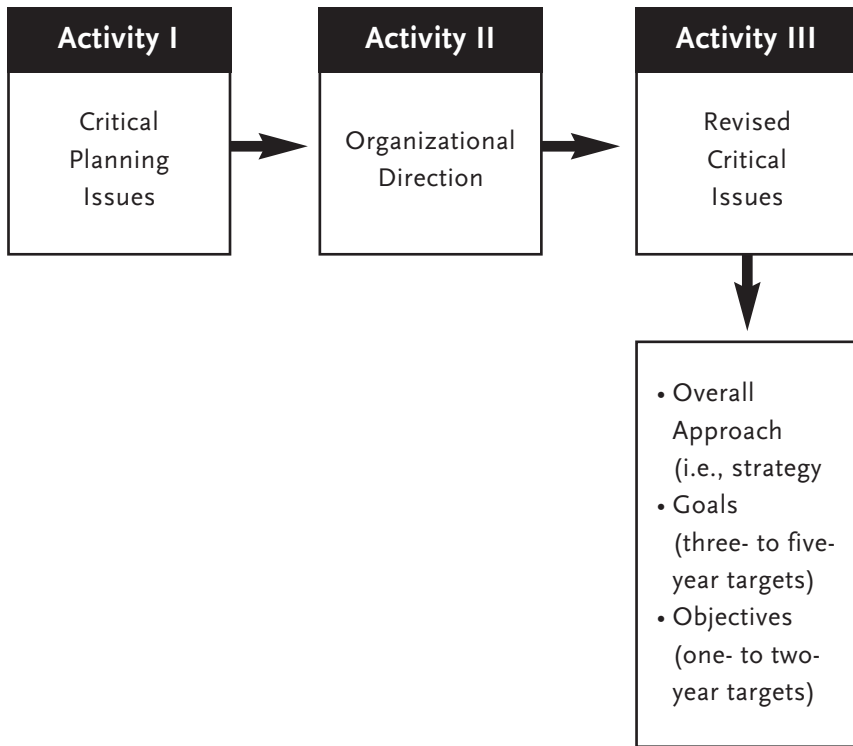 Activity I
Critical
Planning
Issues
Activity II
Organizational
Direction
Activity III
Revised
Critical
Issues
• Overall
Approach
(i.e., strategy
• Goals
(three- to five-
year targets)
• Objectives
(one- to two-
year targets)